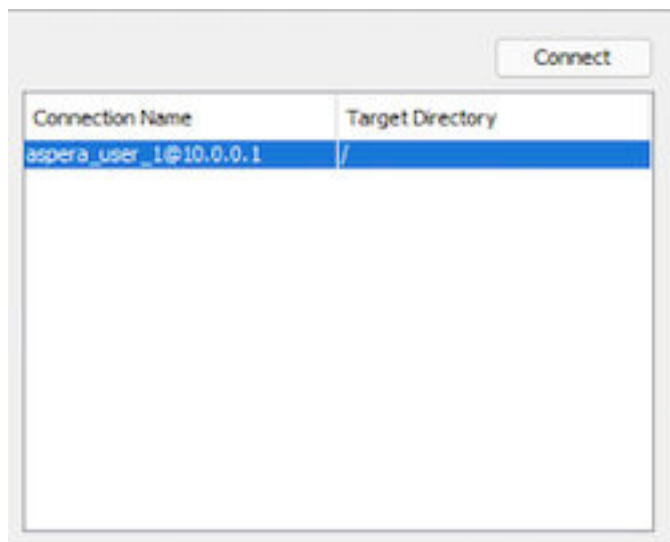 Connect
Connection Name Target Directory
aspera_user_1@10.0.0.1 /